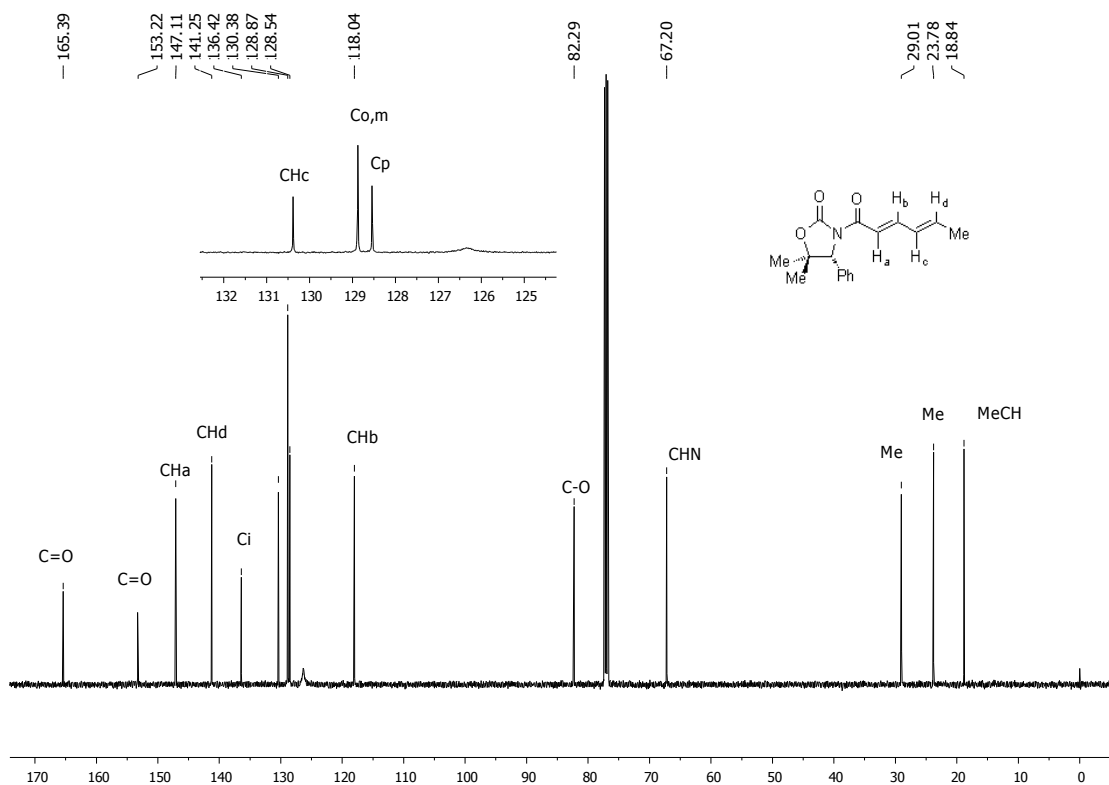 165.39
153.22
147.11
141.25
136.42
130.38
128.87
128.54
118.04
82.29
67.20
29.01
23.78
18.84
Co,m
Cp
CHc
132 131 130 129 128 127 126 125
O O Hb Hd
O N Me
Me Ha Hc
Me Ph
CHd
CHa
CHb
Ci
C=O
C=O
C-O
CHN
Me
Me
MeCH
170 160 150 140 130 120 110 100 90 80 70 60 50 40 30 20 10 0